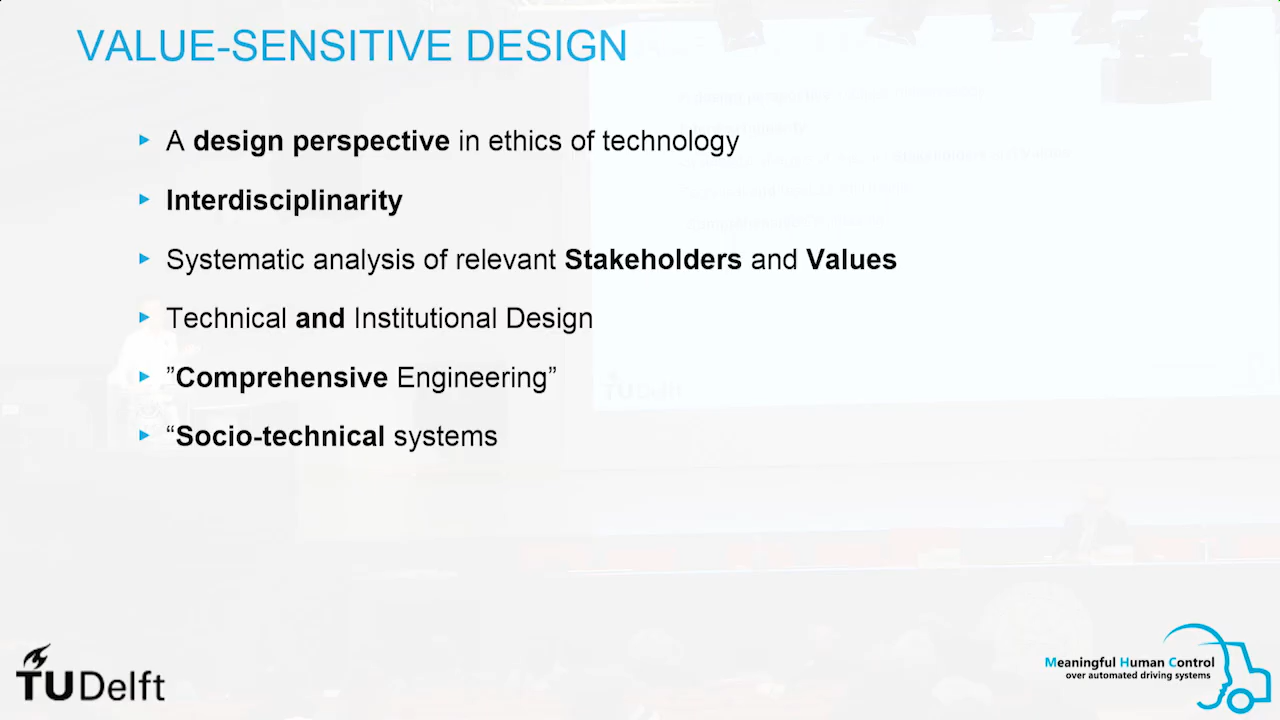 VALUE-SENSITIVE DESIGN
A design perspective in ethics of technology
Interdisciplinarity
Systematic analysis of relevant Stakeholders and Values
Technical and Institutional Design
”Comprehensive Engineering”
“Socio-technical systems
TUDelft
Meaningful Human Control
over automated driving systems